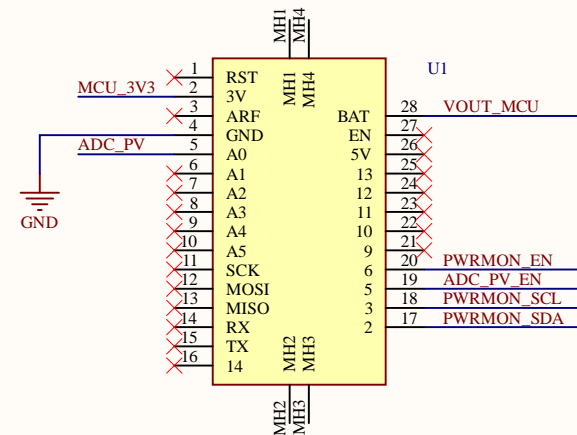 MH1 MH4
U1
1 RST MH1 MH4
MCU_3V3 2 3V
3 ARF BAT 28 VOUT_MCU
4 GND EN 27
ADC_PV 5 A0 5V 26
6 A1 13 25
7 A2 12 24
8 A3 11 23
9 A4 10 22
10 A5 9 21
11 SCK 6 20 PWRMON_EN
12 MOSI 5 19 ADC_PV_EN
13 MISO 3 18 PWRMON_SCL
14 RX 2 17 PWRMON_SDA
15 TX MH2 MH3
16 14
GND
MH2 MH3